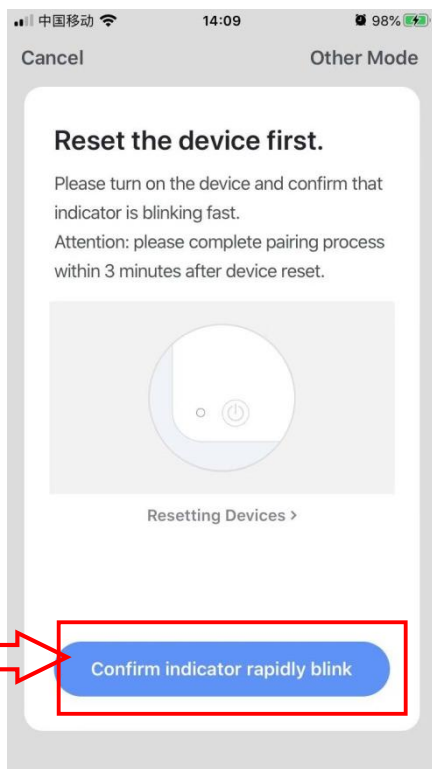 中国移动 14:09 98%
Cancel Other Mode
Reset the device first.
Please turn on the device and confirm that
indicator is blinking fast.
Attention: please complete pairing process
within 3 minutes after device reset.
Resetting Devices >
Confirm indicator rapidly blink